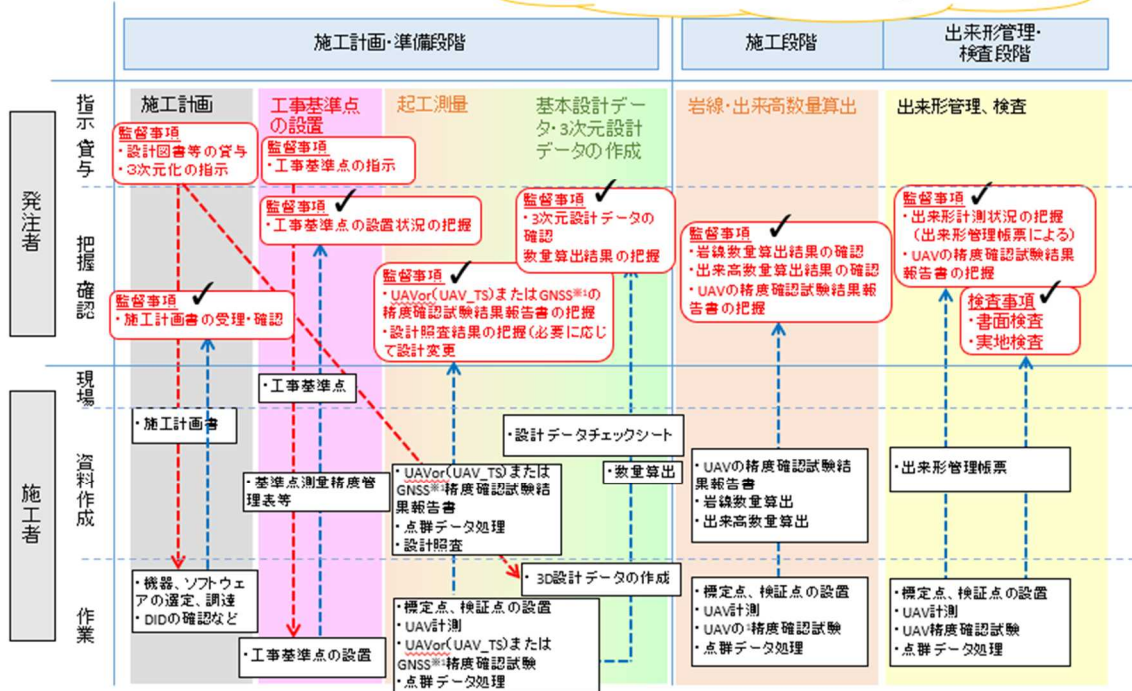 施工計画・準備段階
施工段階
出来形管理・
検査段階
発注者
指示・貸与
把握・確認
施工者
現場
資料作成
作業
施工計画
監督事項
・設計図書等の貸与
・3次元化の指示
監督事項
・施工計画書の受理・確認
・施工計画書
・機器、ソフトウェ
アの選定、調達
・DIDの確認など
工事基準点
の設置
監督事項
・工事基準点の指示
監督事項
・工事基準点の設置状況の把握
・工事基準点
・基準点測量精度管
理表等
・工事基準点の設置
起工測量
監督事項
・UAVor(UAV_TS)またはGNSS※1の
精度確認試験結果報告書の把握
・設計照査結果の把握(必要に応じ
て設計変更
・UAVor(UAV_TS)または
GNSS※1精度確認試験結
果報告書
・点群データ処理
・設計照査
・標定点、検証点の設置
・UAV計測
・UAVor(UAV_TS)または
GNSS※1精度確認試験
・点群データ処理
基本設計デー
タ・3次元設計
データの作成
監督事項
・3次元設計データの
確認
数量算出結果の把握
・設計データチェックシート
・数量算出
・3D設計データの作成
岩線・出来高数量算出
監督事項
・岩線数量算出結果の確認
・出来高数量算出結果の確認
・UAVの精度確認試験結果報
告書の把握
・UAVの精度確認試験結
果報告書
・岩線数量算出
・出来高数量算出
・標定点、検証点の設置
・UAV計測
・UAVの精度確認試験
・点群データ処理
出来形管理、検査
監督事項
・出来形計測状況の把握
(出来形管理帳票による)
・UAVの精度確認試験結果
報告書の把握
検査事項
・書面検査
・実地検査
・出来形管理帳票
・標定点、検証点の設置
・UAV計測
・UAV精度確認試験
・点群データ処理